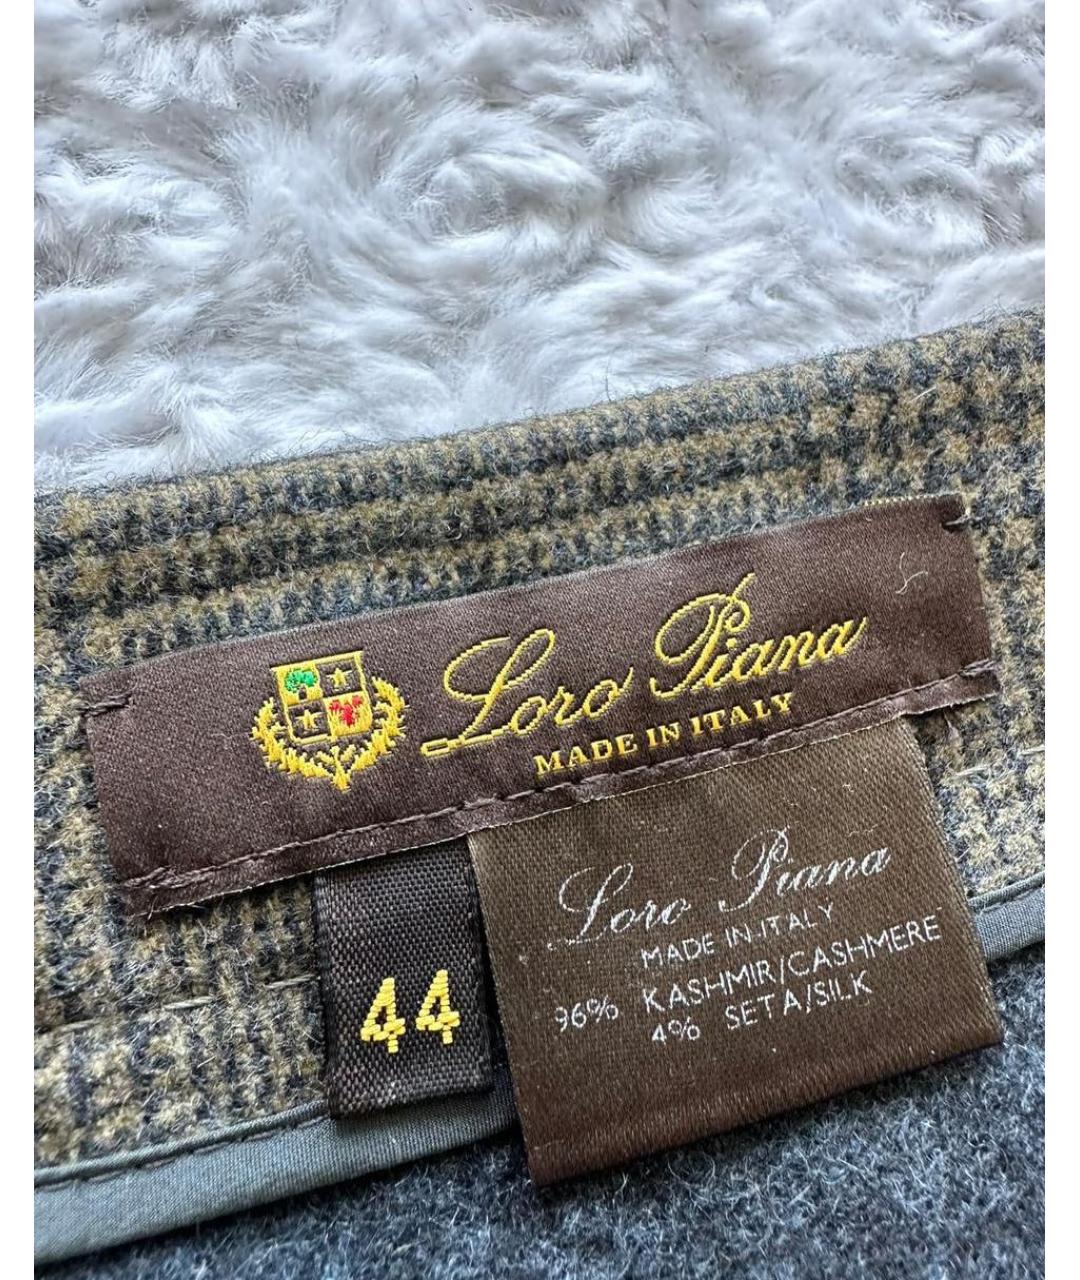 Loro Piana
MADE IN ITALY
44
Loro Piana
MADE IN ITALY
96% KASHMIR/CASHMERE
4% SETA/SILK